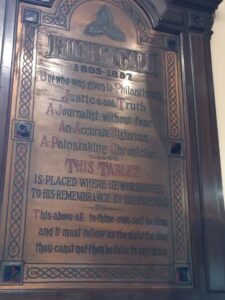 1803-1897
One who was given to Philanthropy
Justice and Truth
A Journalist without Fear
An Accurate Historian
A Painstaking Chronicler
THIS TABLET
IS PLACED WHERE HE WORSHIPPED
TO HIS REMEMBRANCE BY HIS FRIENDS
This above all to thine own self be true
and it must follow as the night the day
thou canst not then be false to any man